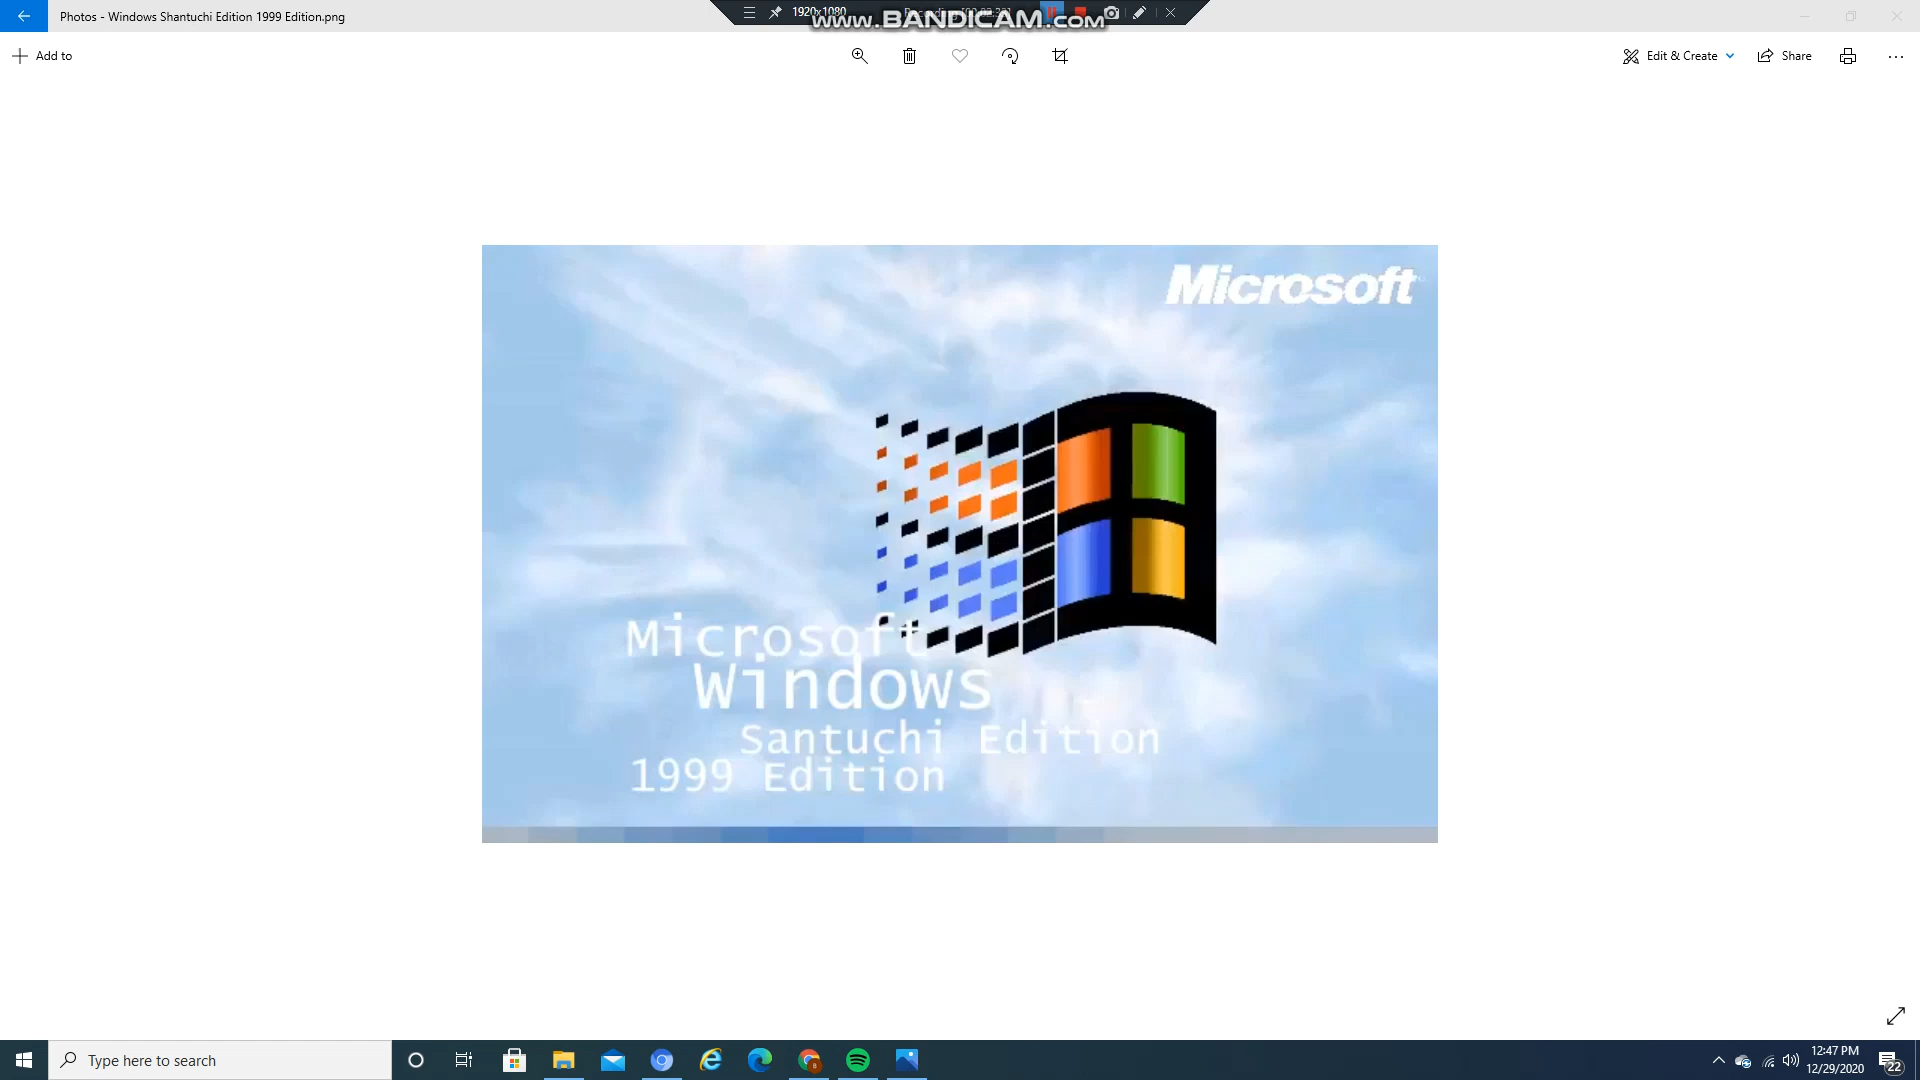 Photos - Windows Shantuchi Edition 1999 Edition.png
1920x1080
www.BANDICAM.com
Add to
Edit & Create
Share
Microsoft
Microsoft
Windows
Santuchi Edition
1999 Edition
Type here to search
12:47 PM
12/29/2020
22